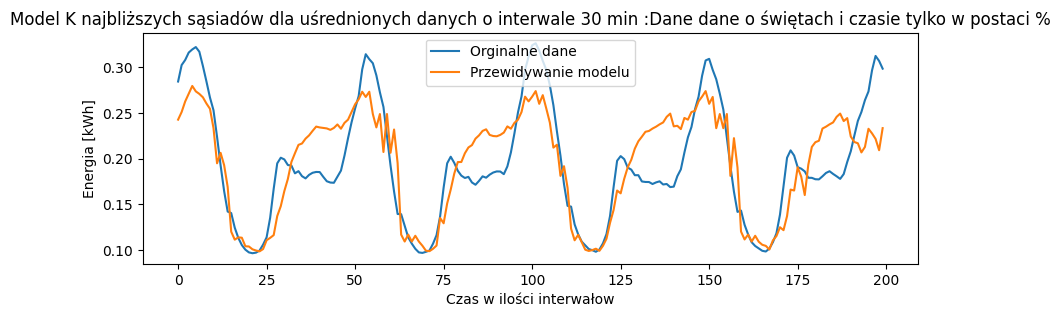 Model K najbliższych sąsiadów dla uśrednionych danych o interwale 30 min :Dane dane o świętach i czasie tylko w postaci %
Energia [kWh]
0.30
0.25
0.20
0.15
0.10
Orginalne dane
Przewidywanie modelu
0 25 50 75 100 125 150 175 200
Czas w ilości interwałow